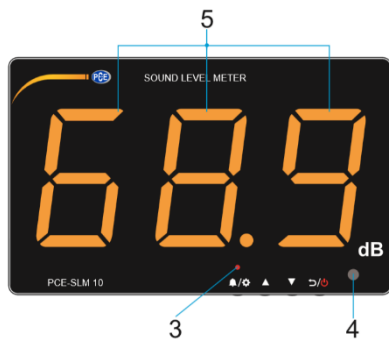 5
PCE SOUND LEVEL METER
68.9
dB
PCE-SLM 10
/ ▲ ▼ /
3 4